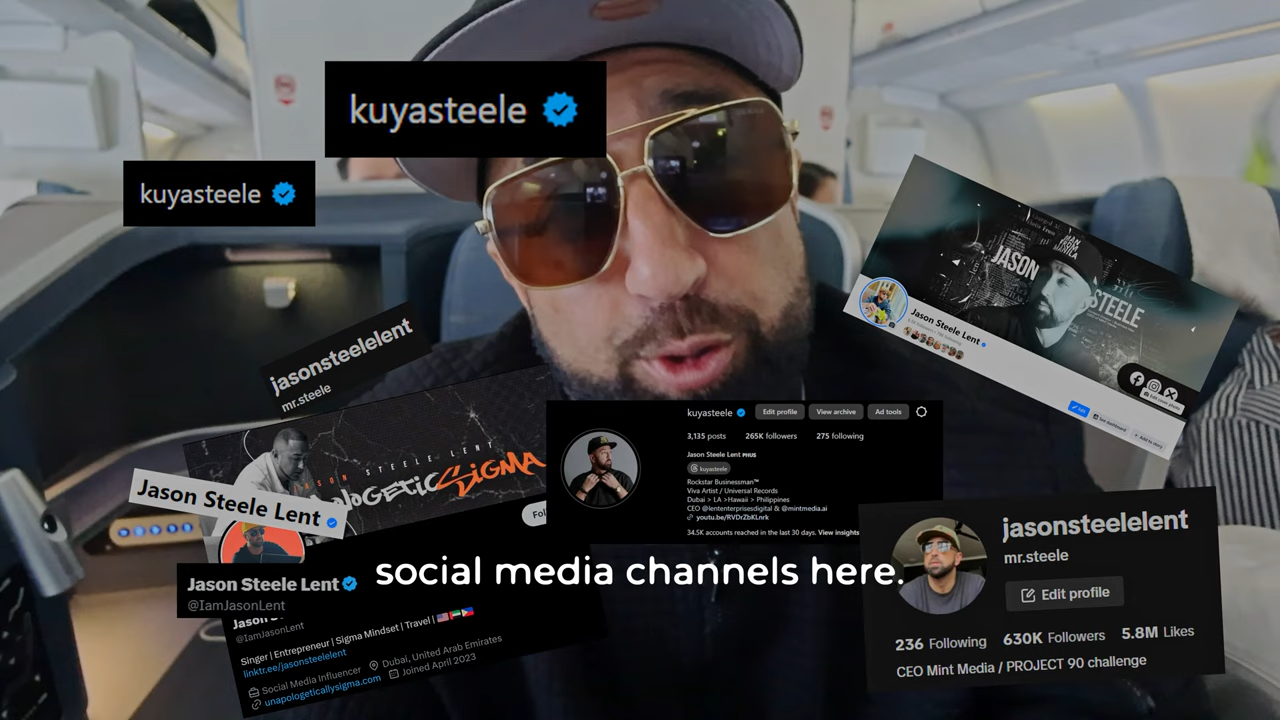 kuyasteele
kuyasteele
jasonsteelelent
mr.steele
JASON
STEELE
Jason Steele Lent
JASON STEELE LENT
SIGMA
Jason Steele Lent
Jason Steele Lent
@IamJasonLent
@IamJasonLent
Singer | Entrepreneur | Sigma Mindset | Travel |
linktr.ee/jasonsteelelent
Social Media Influencer Dubai, United Arab Emirates
unapologeticallysigma.com Joined April 2023
kuyasteele Edit profile View archive Ad tools
3,135 posts 265K followers 275 following
Jason Steele Lent
kuyasteele
Rockstar Businessman™
Viva Artist / Universal Records
Dubai > LA >Hawaii > Philippines
CEO @lententerprisesdigital & @mintmedia.ai
youtu.be/RVDrZbKLnrk
34.5K accounts reached in the last 30 days. View insights
social media channels here.
jasonsteelelent
mr.steele
Edit profile
236 Following 630K Followers 5.8M Likes
CEO Mint Media / PROJECT 90 challenge